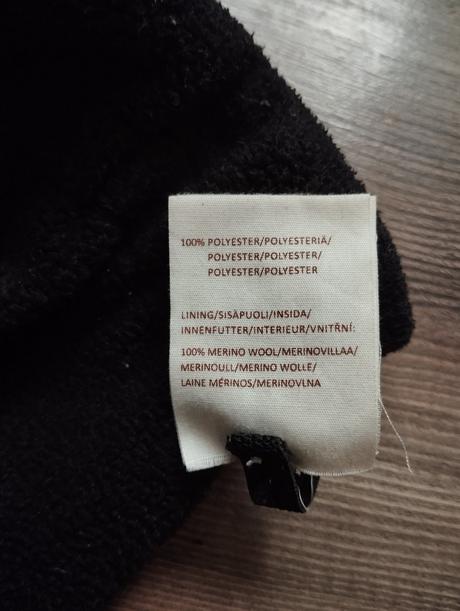 100% POLYESTER/POLYESTERIÄ/
POLYESTER/POLYESTER/
POLYESTER/POLYESTER
LINING/SISÄPUOLI/INSIDA/
INNENFUTTER/INTERIEUR/VNITŘNÍ:
100% MERINO WOOL/MERINOVILLAA/
MERINOULL/MERINO WOLLE/
LAINE MÉRINOS/MERINOVLNA